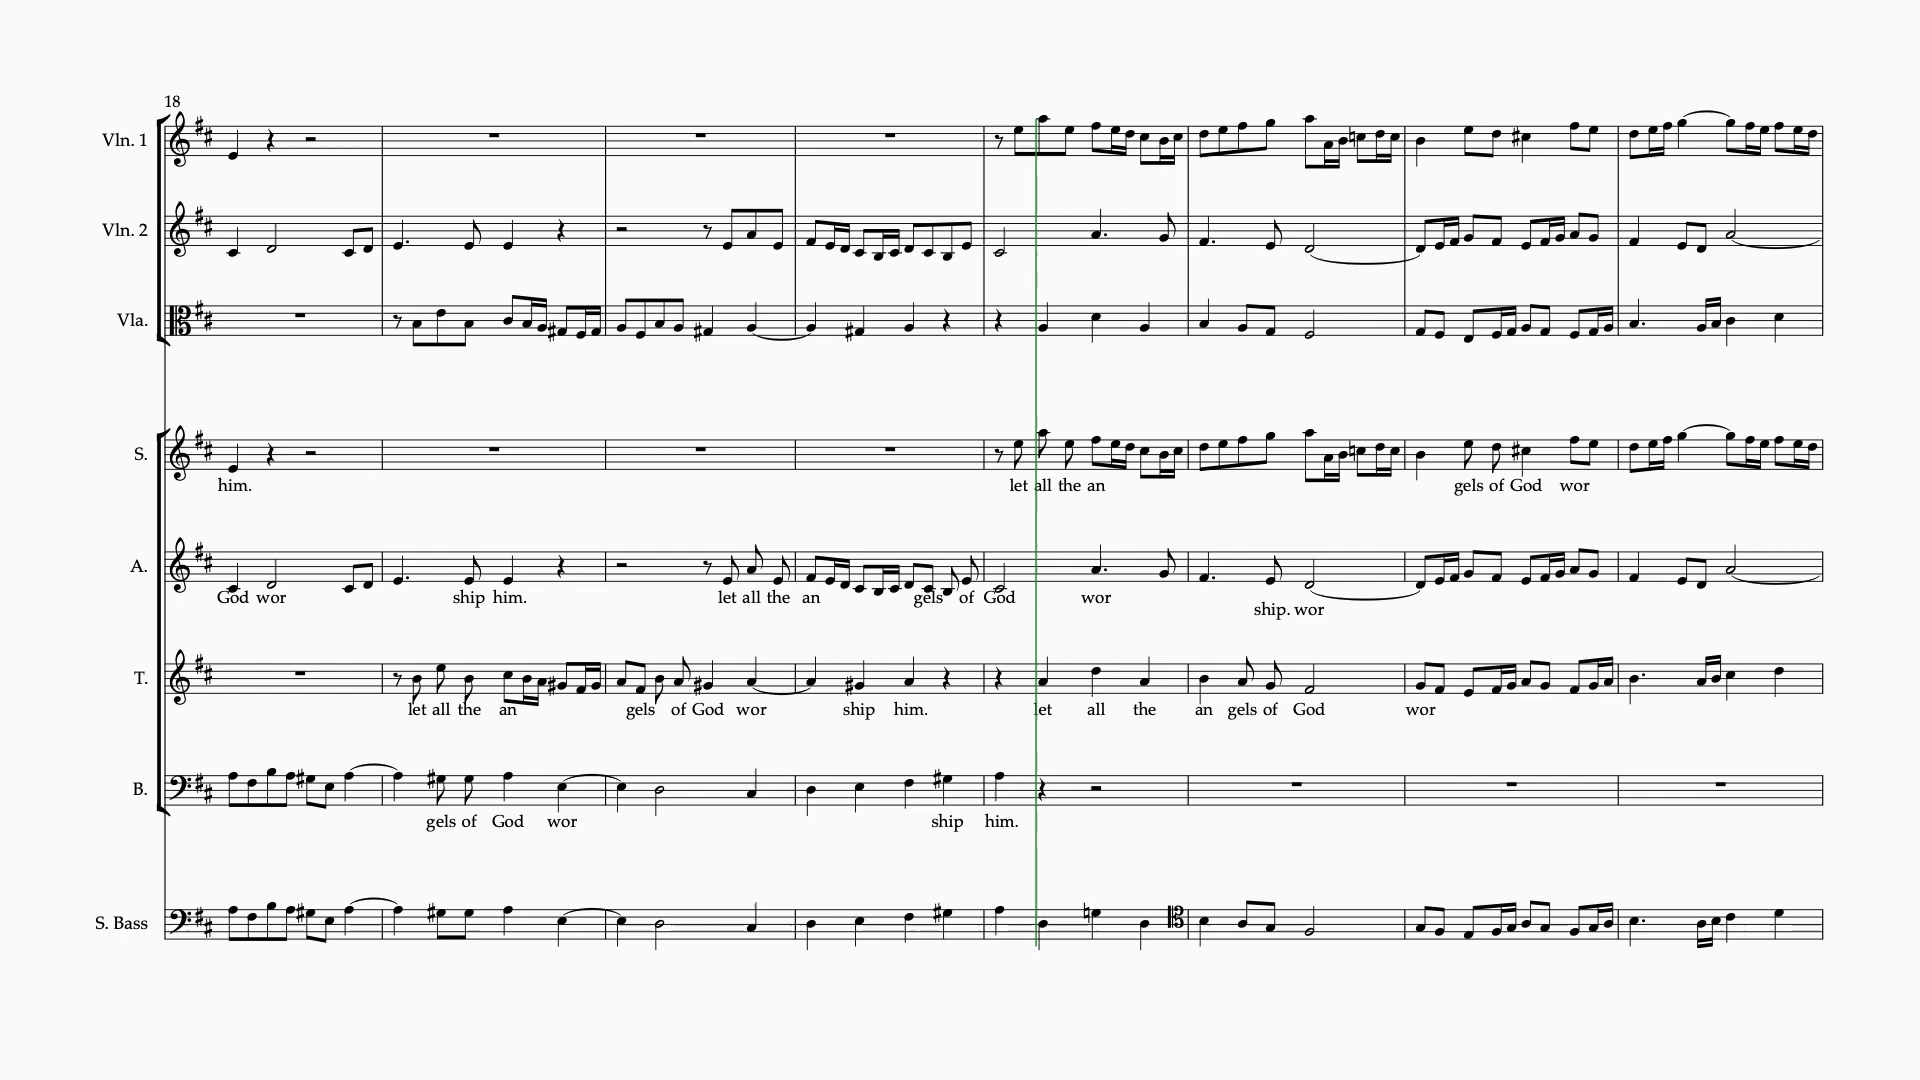 18
Vln. 1
Vln. 2
Vla.
S.
him. let all the an gels of God wor
A.
God wor ship him. let all the an gels of God wor ship. wor
T.
let all the an gels of God wor ship him. let all the an gels of God wor
B.
gels of God wor ship him.
S. Bass